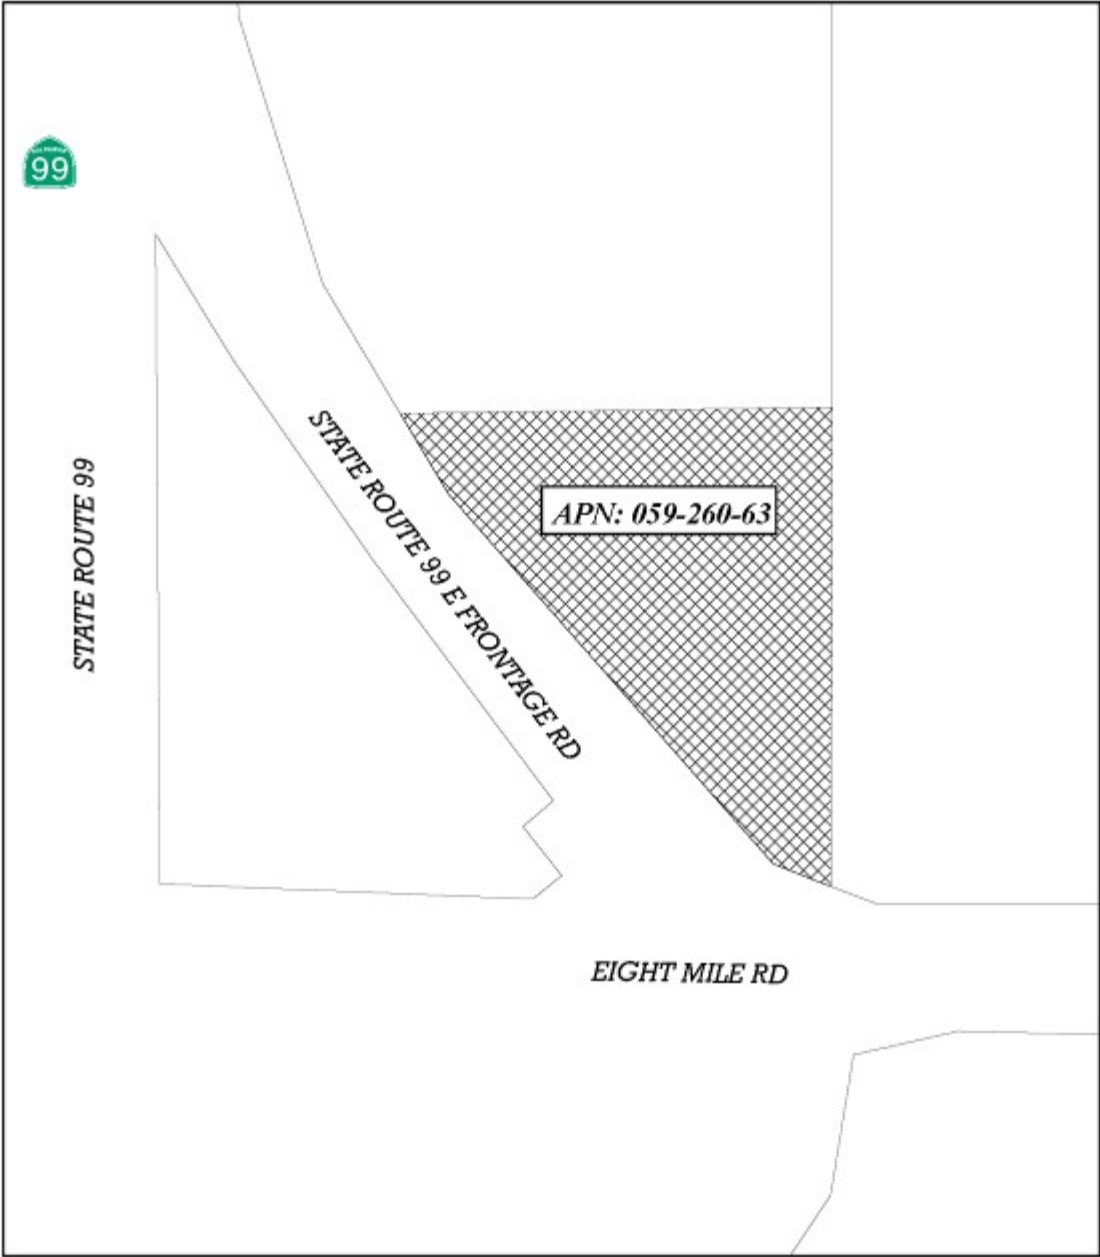 99
STATE ROUTE 99
STATE ROUTE 99 E FRONTAGE RD
APN: 059-260-63
EIGHT MILE RD